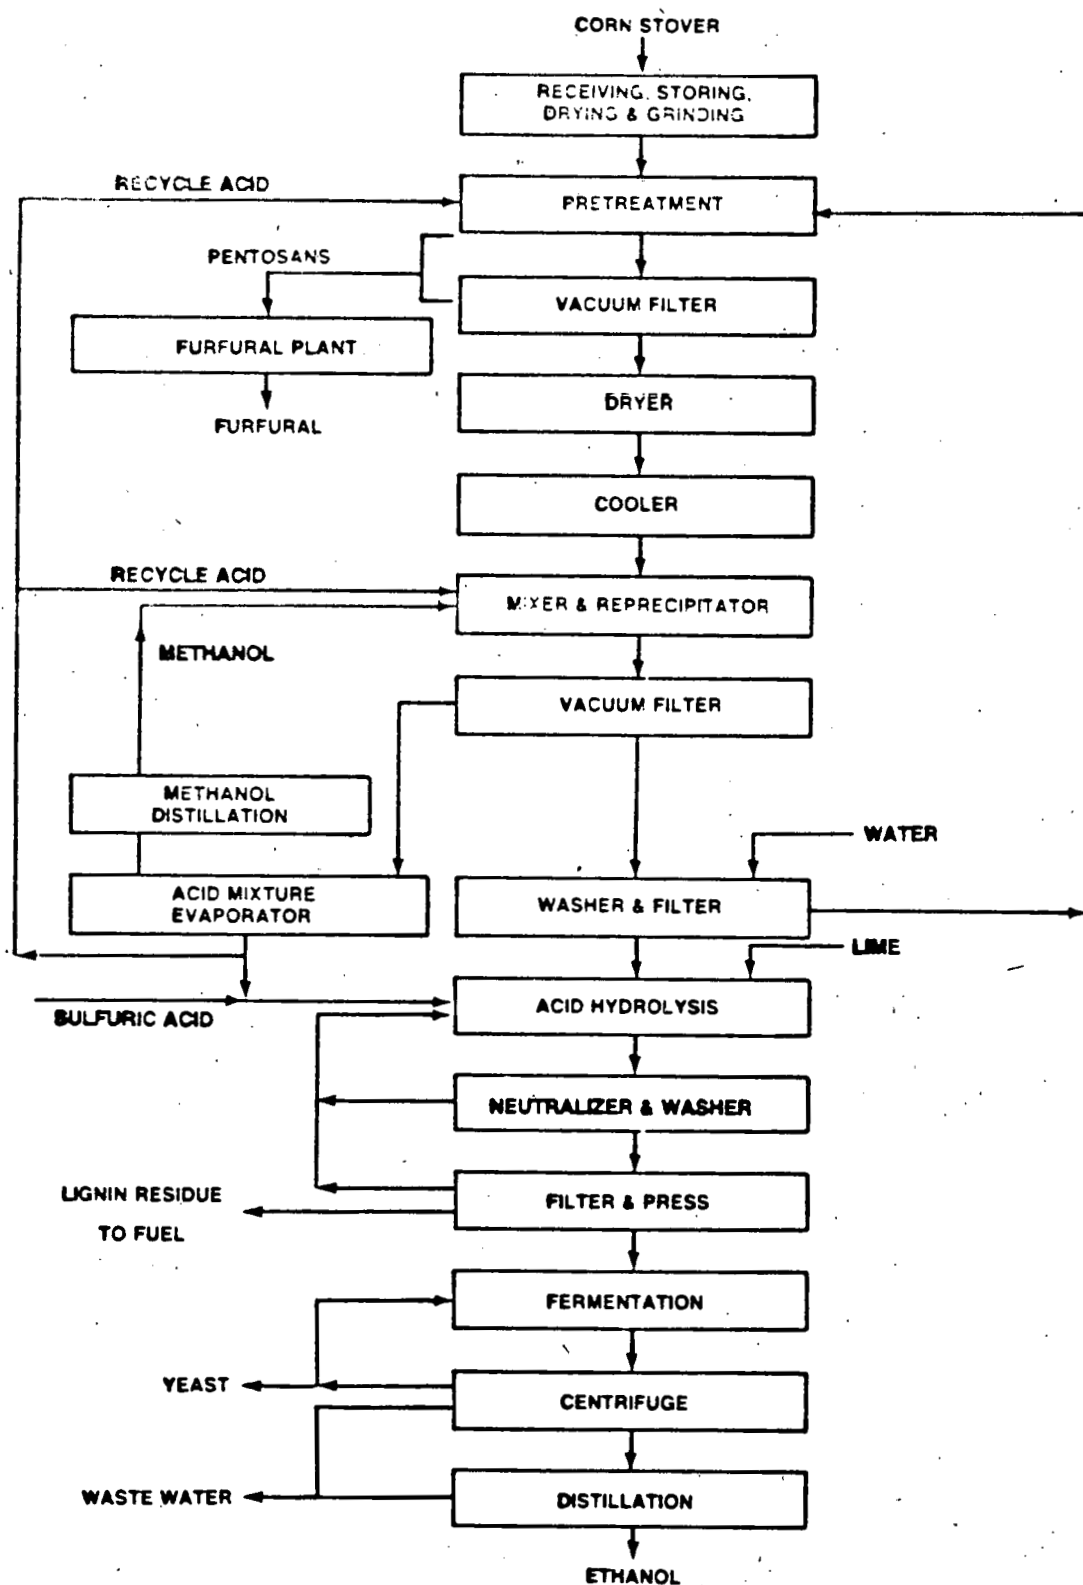 CORN STOVER
RECEIVING, STORING,
DRYING & GRINDING
RECYCLE ACID
PRETREATMENT
PENTOSANS
VACUUM FILTER
FURFURAL PLANT
DRYER
FURFURAL
COOLER
RECYCLE ACID
MIXER & REPRECIPITATOR
METHANOL
VACUUM FILTER
METHANOL
DISTILLATION
WATER
ACID MIXTURE
EVAPORATOR
WASHER & FILTER
LIME
ACID HYDROLYSIS
SULFURIC ACID
NEUTRALIZER & WASHER
LIGNIN RESIDUE
TO FUEL
FILTER & PRESS
FERMENTATION
YEAST
CENTRIFUGE
WASTE WATER
DISTILLATION
ETHANOL